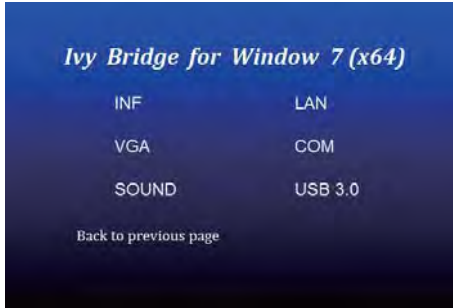 Ivy Bridge for Window 7 (x64)
INF LAN
VGA COM
SOUND USB 3.0
Back to previous page